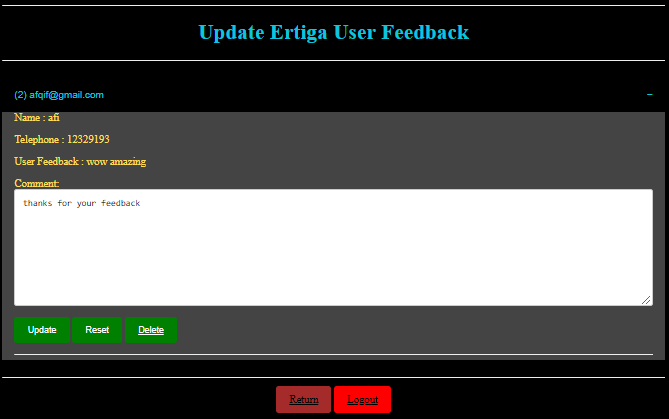 Update Ertiga User Feedback
(2) afqif@gmail.com
−
Name : afi
Telephone : 12329193
User Feedback : wow amazing
Comment:
thanks for your feedback
Update Reset Delete
Return Logout